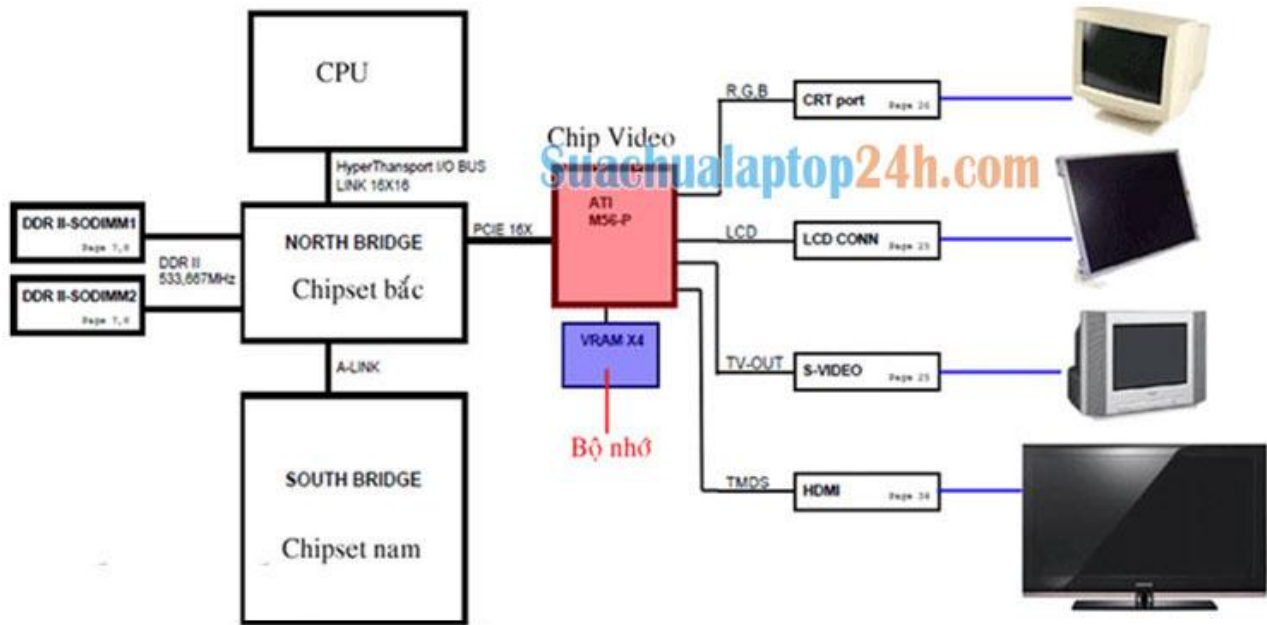 CPU
HyperThansport I/O BUS
LINK 16X16
DDR II-SODIMM1
Page 7,8
DDR II
533,667MHz
DDR II-SODIMM2
Page 7,8
NORTH BRIDGE
Chipset bắc
PCIE 16X
A-LINK
SOUTH BRIDGE
Chipset nam
Chip Video
Suachualaptop24h.com
ATI
M56-P
VRAM X4
Bộ nhớ
R,G,B
CRT port
Page 26
LCD
LCD CONN
Page 25
TV-OUT
S-VIDEO
Page 25
TMDS
HDMI
Page 38